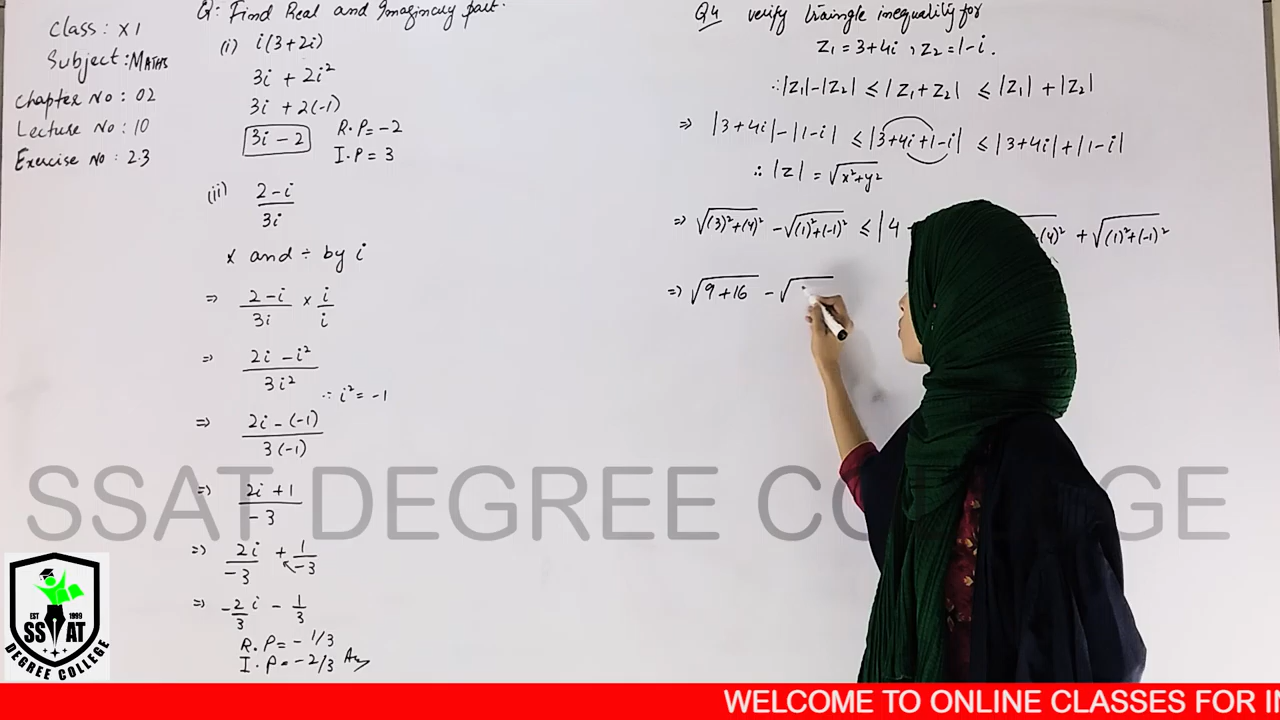 Class: XI
Subject: MATHS
Chapter No: 02
Lecture No: 10
Exercise No: 2.3
Q: Find Real and Imaginary part.
(i) i(3+2i)
3i + 2i²
3i + 2(-1)
3i - 2
R.P = -2
I.P = 3
(ii) 2-i / 3i
x and ÷ by i
=> 2-i / 3i x i / i
=> 2i - i² / 3i²
∴ i² = -1
=> 2i - (-1) / 3(-1)
=> 2i + 1 / -3
=> 2i / -3 + 1 / -3
=> -2/3 i - 1/3
R.P = -1/3
I.P = -2/3 Ans
Q4 verify traingle inequality for
Z₁ = 3+4i , Z₂ = 1-i.
∴ |Z₁|-|Z₂| ≤ |Z₁+Z₂| ≤ |Z₁|+|Z₂|
=> |3+4i|-|1-i| ≤ |3+4i+1-i| ≤ |3+4i|+|1-i|
∴ |Z| = √x²+y²
=> √(3)²+(4)² - √(1)²+(-1)² ≤ |4 (4)² + √(1)²+(-1)²
=> √9+16 - √
SSAT DEGREE COLLEGE
EST 1999
SSAT
DEGREE COLLEGE
WELCOME TO ONLINE CLASSES FOR